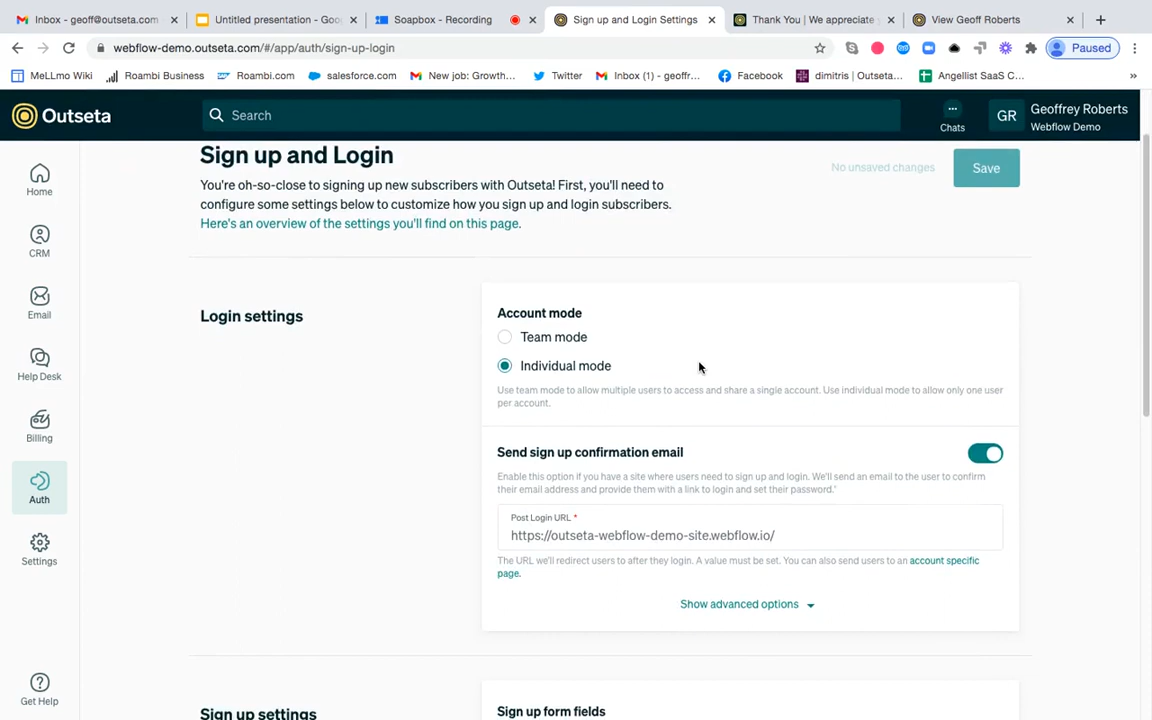 Inbox - geoff@outseta.com
Untitled presentation - Goo
Soapbox - Recording
Sign up and Login Settings
Thank You | We appreciate y
View Geoff Roberts
webflow-demo.outseta.com/#/app/auth/sign-up-login
Paused
MeLLmo Wiki
Roambi Business
Roambi.com
salesforce.com
New job: Growth...
Twitter
Inbox (1) - geoffr...
Facebook
dimitris | Outseta...
Angellist SaaS C...
»
Outseta
Search
Chats
GR
Geoffrey Roberts
Webflow Demo
Home
CRM
Email
Help Desk
Billing
Auth
Settings
Get Help
Sign up and Login
No unsaved changes
Save
You're oh-so-close to signing up new subscribers with Outseta! First, you'll need to
configure some settings below to customize how you sign up and login subscribers.
Here's an overview of the settings you'll find on this page.
Login settings
Account mode
Team mode
Individual mode
Use team mode to allow multiple users to access and share a single account. Use individual mode to allow only one user
per account.
Send sign up confirmation email
Enable this option if you have a site where users need to sign up and login. We'll send an email to the user to confirm
their email address and provide them with a link to login and set their password.'
Post Login URL *
https://outseta-webflow-demo-site.webflow.io/
The URL we'll redirect users to after they login. A value must be set. You can also send users to an account specific
page.
Show advanced options
Sign up settings
Sign up form fields